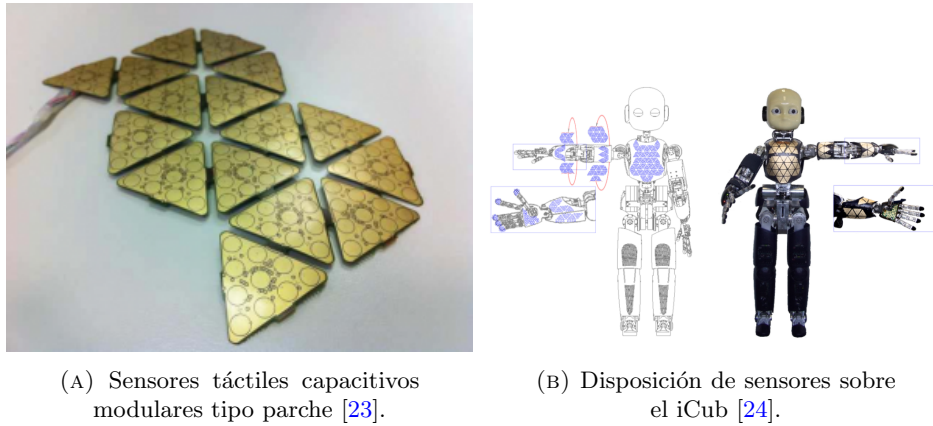 (A) Sensores táctiles capacitivos
modulares tipo parche [23].
(B) Disposición de sensores sobre
el iCub [24].